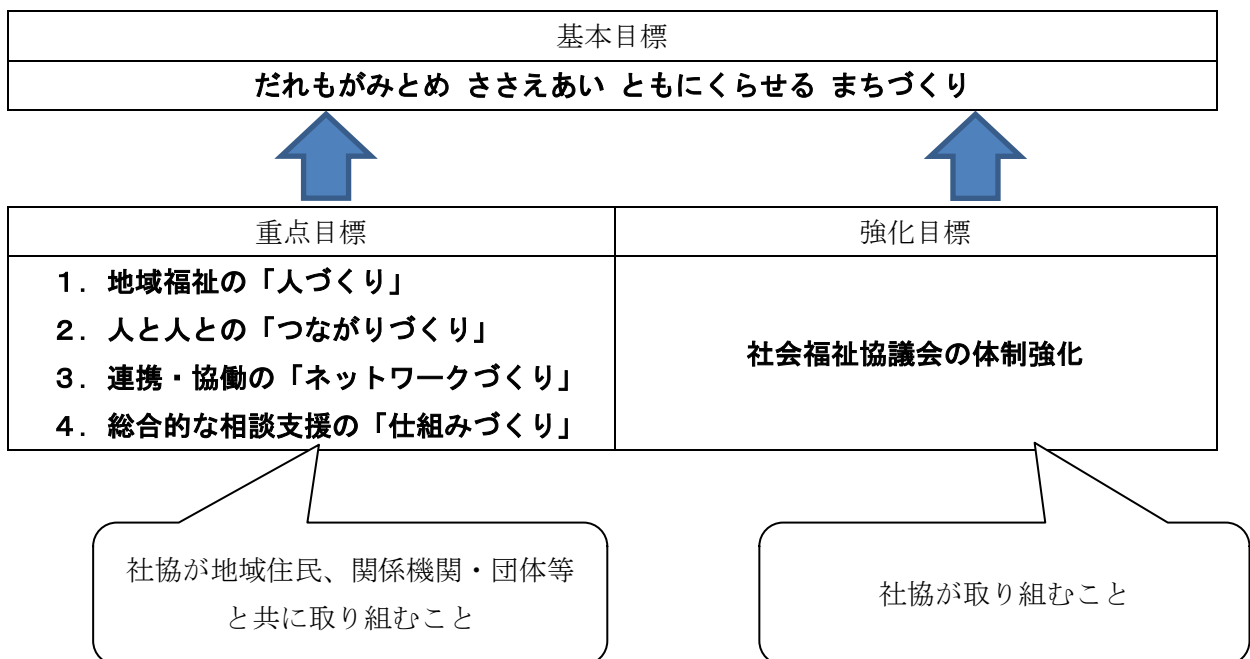 基本目標
だれもがみとめ ささえあい ともにくらせる まちづくり
重点目標
強化目標
１．地域福祉の「人づくり」
２．人と人との「つながりづくり」
３．連携・協働の「ネットワークづくり」
４．総合的な相談支援の「仕組みづくり」
社会福祉協議会の体制強化
社協が地域住民、関係機関・団体等
と共に取り組むこと
社協が取り組むこと